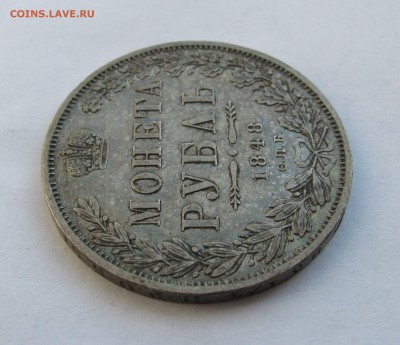 COINS.LAVE.RU
МОНЕТА
РУБЛЬ
1848
С.П.Б.